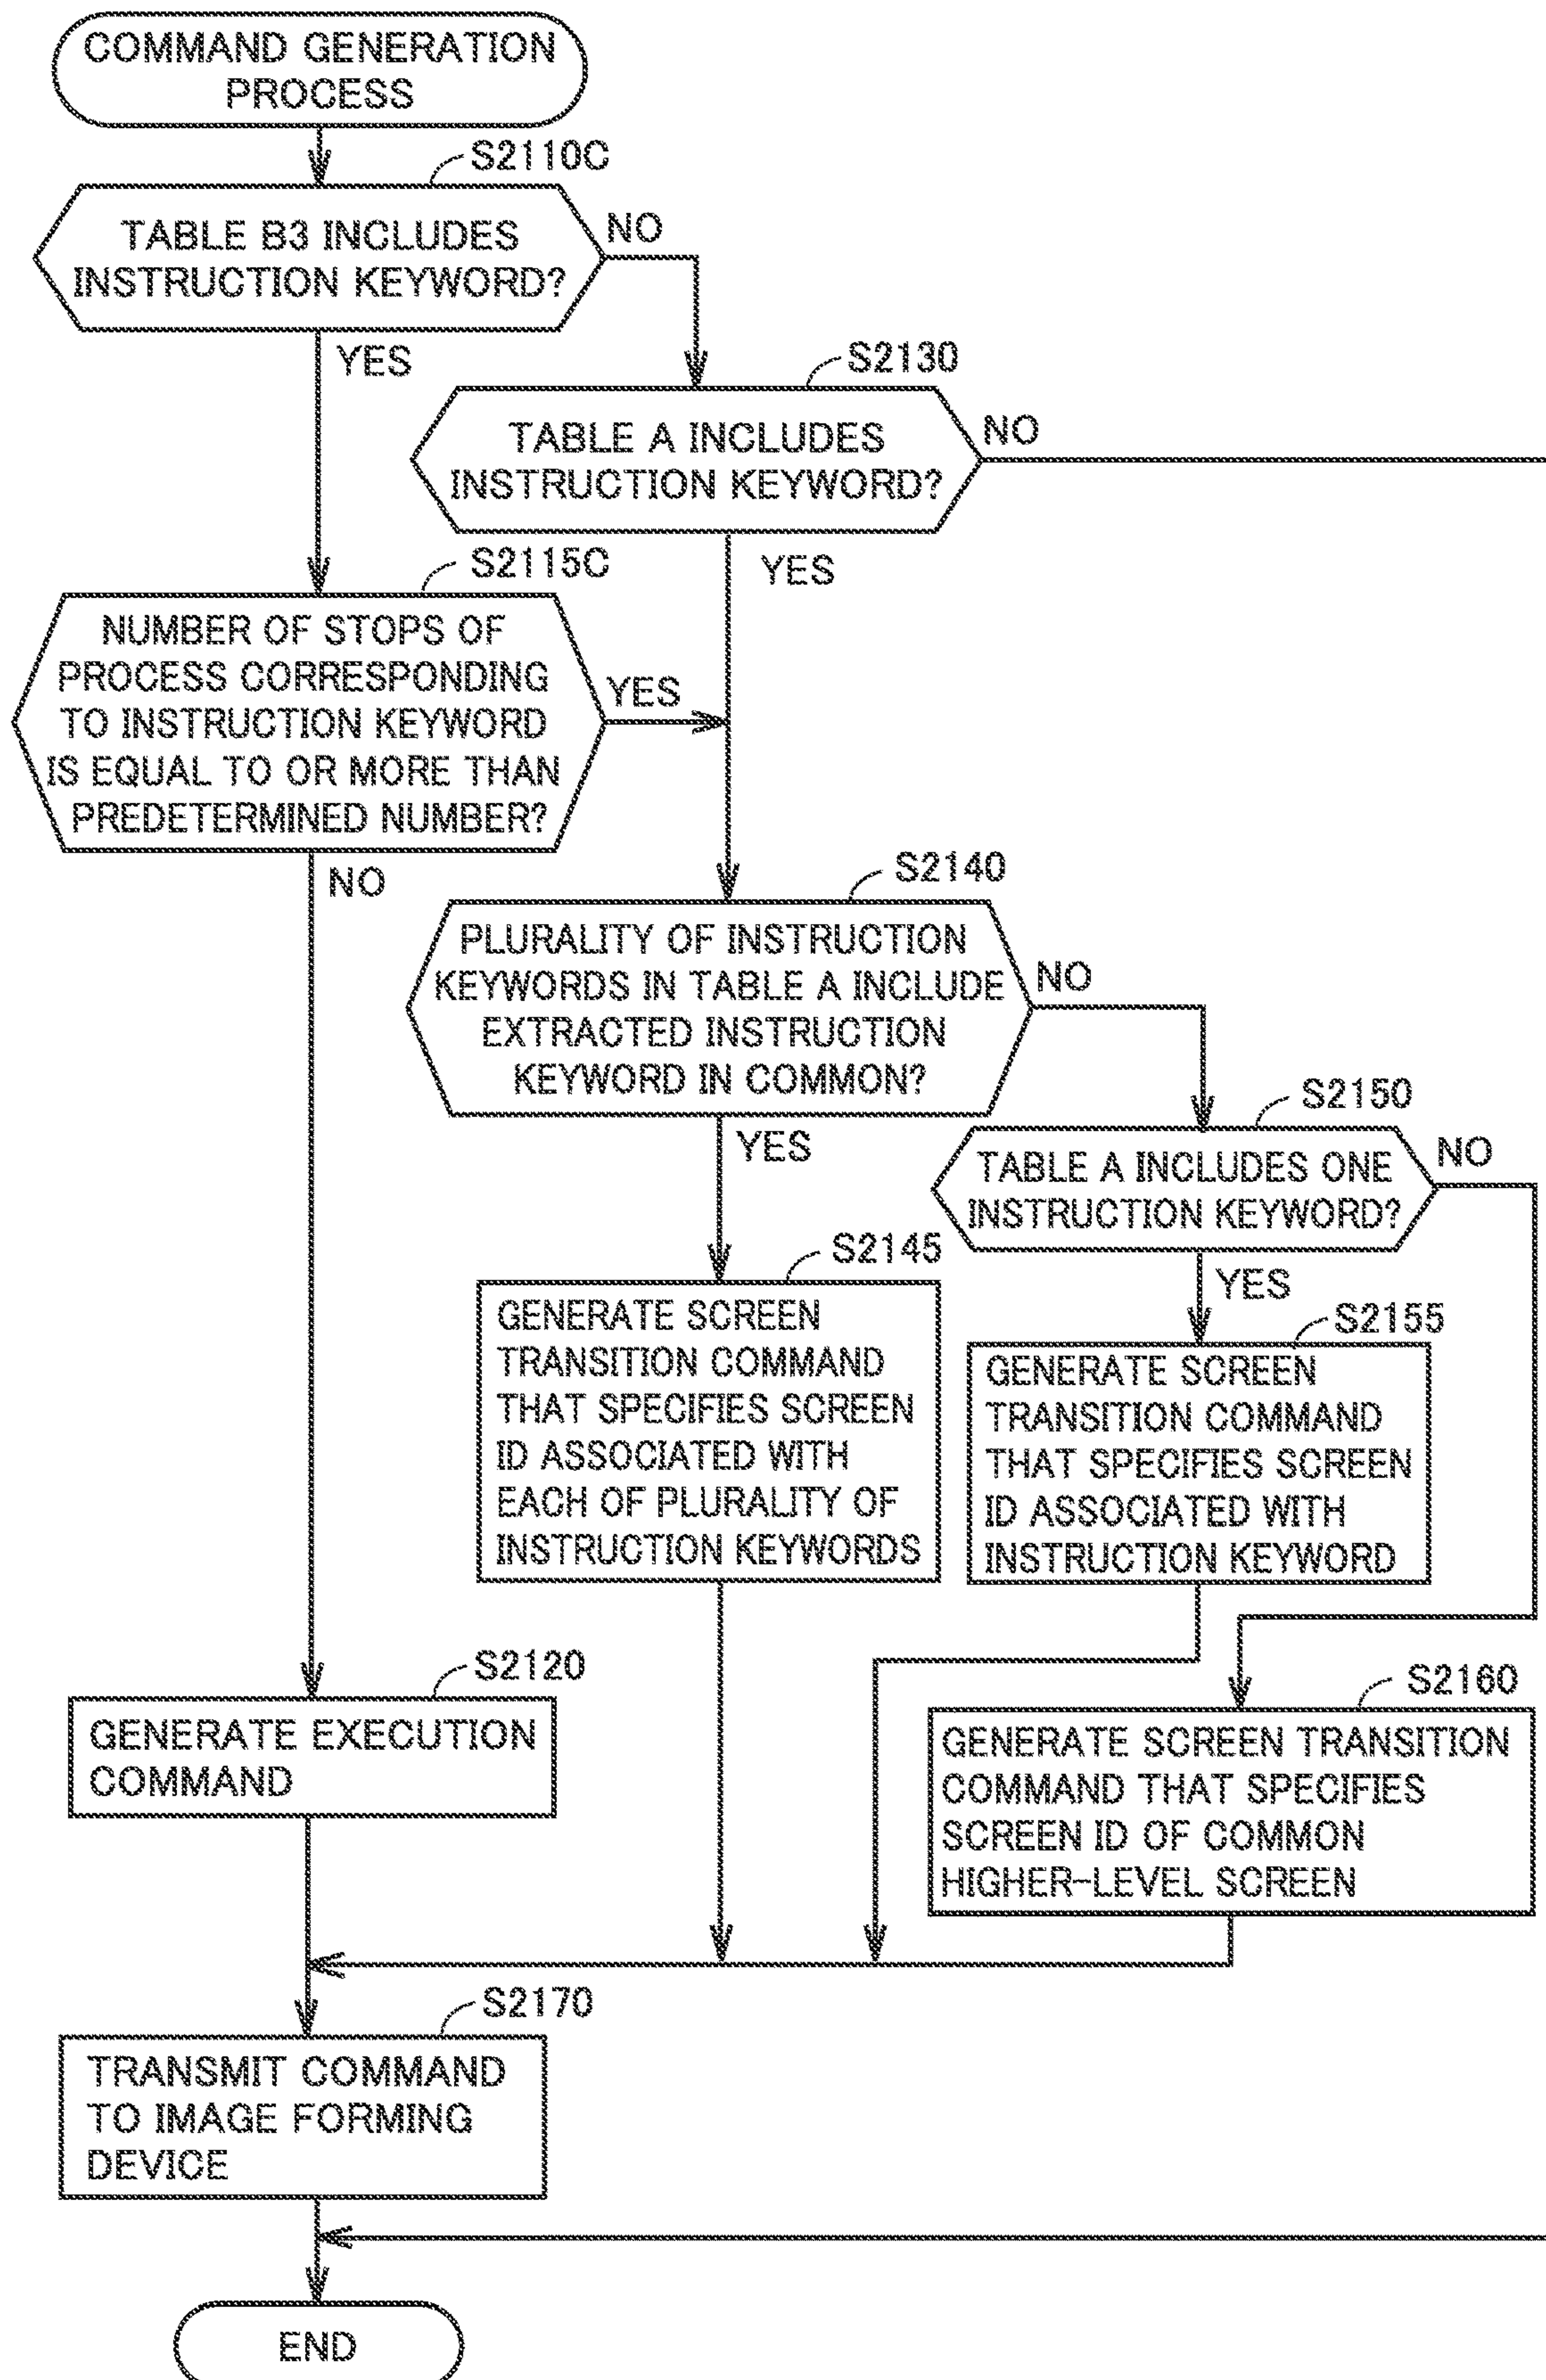 COMMAND GENERATION
PROCESS
S2110C
TABLE B3 INCLUDES
INSTRUCTION KEYWORD?
NO
YES
S2130
TABLE A INCLUDES
INSTRUCTION KEYWORD?
NO
YES
S2115C
NUMBER OF STOPS OF
PROCESS CORRESPONDING
TO INSTRUCTION KEYWORD
IS EQUAL TO OR MORE THAN
PREDETERMINED NUMBER?
YES
NO
S2140
PLURALITY OF INSTRUCTION
KEYWORDS IN TABLE A INCLUDE
EXTRACTED INSTRUCTION
KEYWORD IN COMMON?
NO
YES
S2150
TABLE A INCLUDES ONE
INSTRUCTION KEYWORD?
NO
YES
S2145
GENERATE SCREEN
TRANSITION COMMAND
THAT SPECIFIES SCREEN
ID ASSOCIATED WITH
EACH OF PLURALITY OF
INSTRUCTION KEYWORDS
S2155
GENERATE SCREEN
TRANSITION COMMAND
THAT SPECIFIES SCREEN
ID ASSOCIATED WITH
INSTRUCTION KEYWORD
S2120
GENERATE EXECUTION
COMMAND
S2160
GENERATE SCREEN TRANSITION
COMMAND THAT SPECIFIES
SCREEN ID OF COMMON
HIGHER-LEVEL SCREEN
S2170
TRANSMIT COMMAND
TO IMAGE FORMING
DEVICE
END